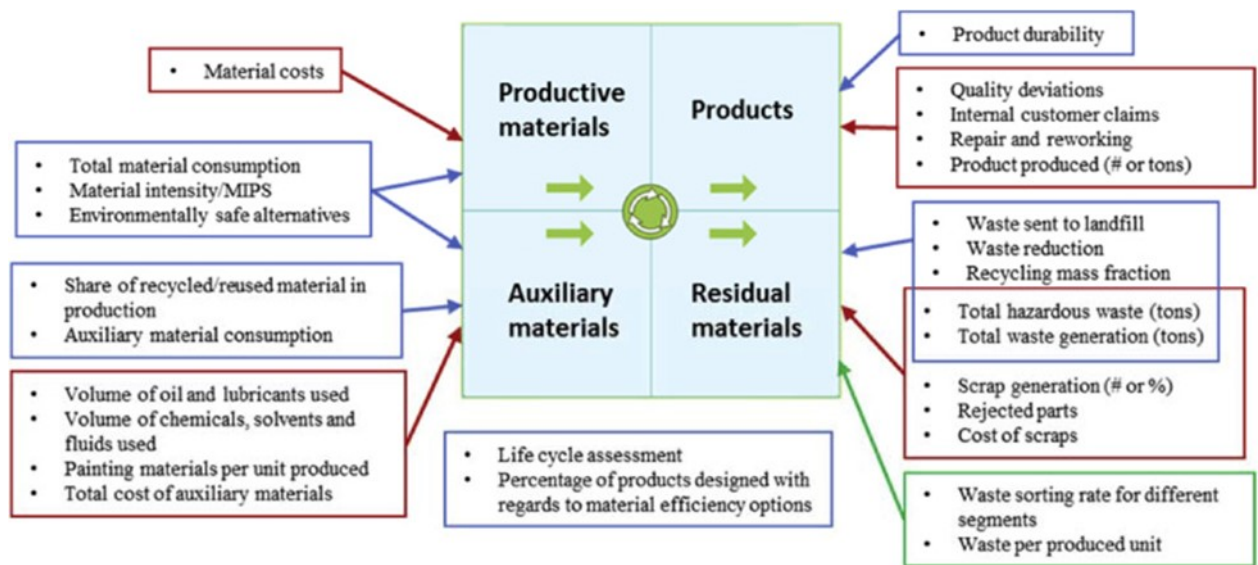 Material costs
Total material consumption
Material intensity/MIPS
Environmentally safe alternatives
Share of recycled/reused material in
production
Auxiliary material consumption
Volume of oil and lubricants used
Volume of chemicals, solvents and
fluids used
Painting materials per unit produced
Total cost of auxiliary materials
Productive
materials
Products
Auxiliary
materials
Residual
materials
Life cycle assessment
Percentage of products designed with
regards to material efficiency options
Product durability
Quality deviations
Internal customer claims
Repair and reworking
Product produced (# or tons)
Waste sent to landfill
Waste reduction
Recycling mass fraction
Total hazardous waste (tons)
Total waste generation (tons)
Scrap generation (# or %)
Rejected parts
Cost of scraps
Waste sorting rate for different
segments
Waste per produced unit